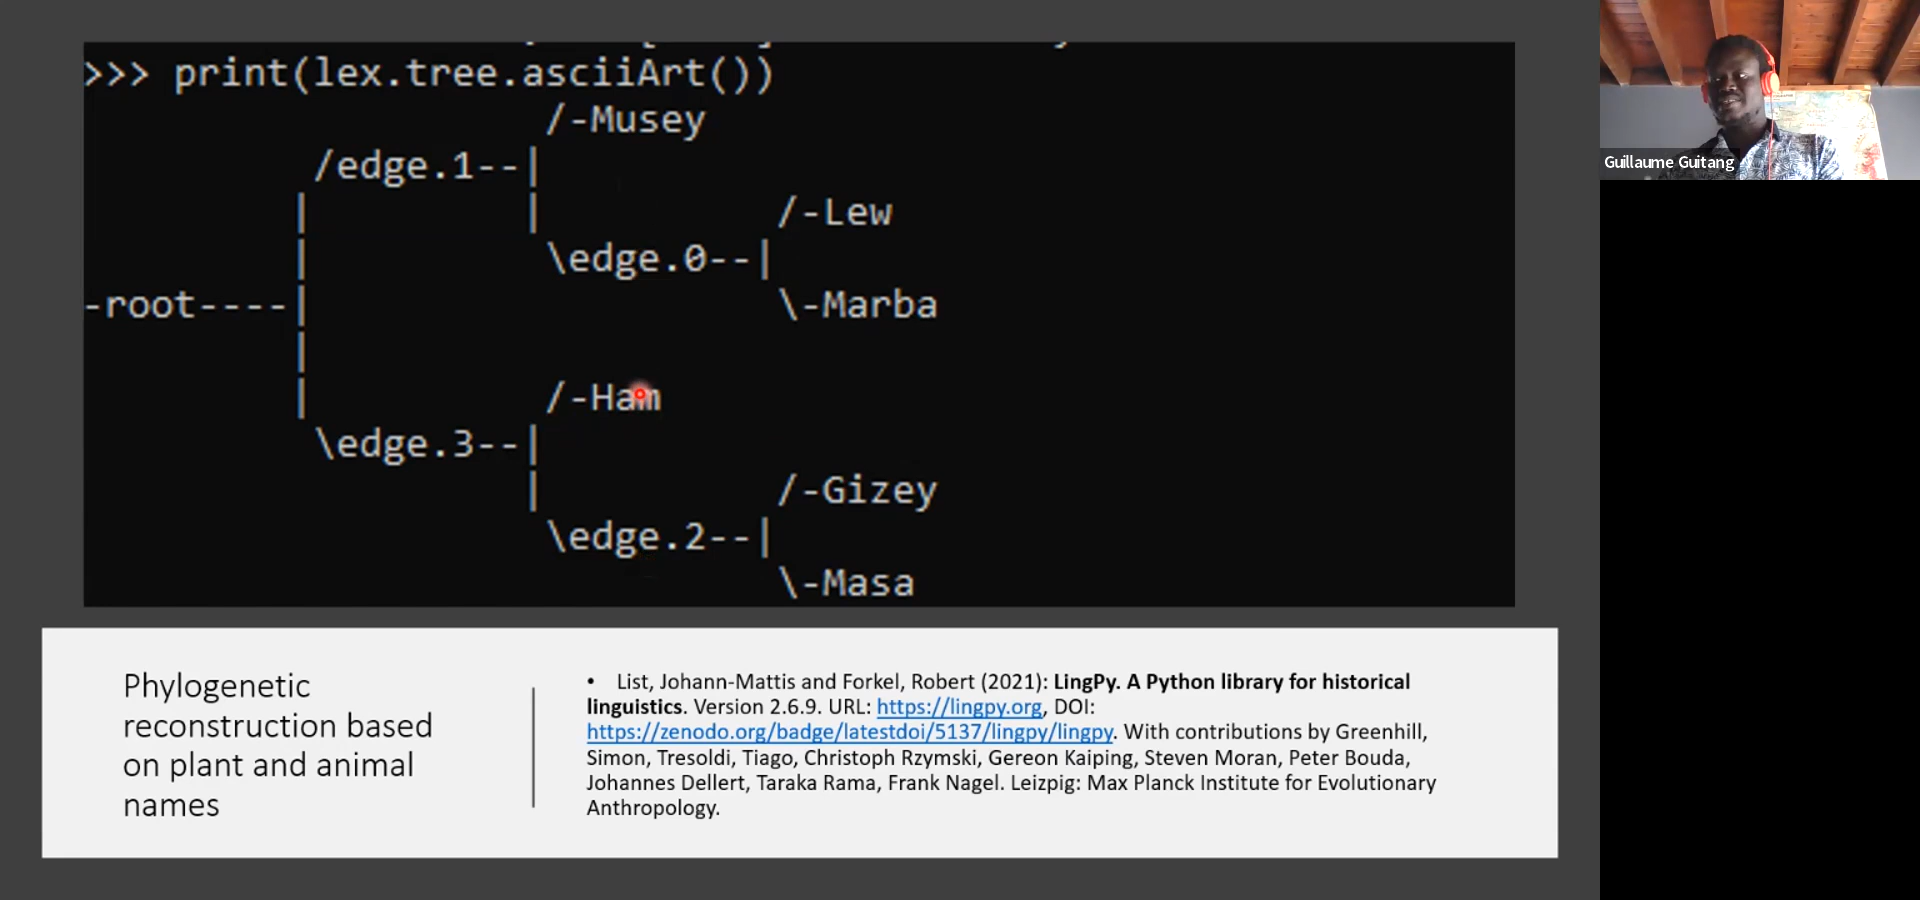 >>> print(lex.tree.asciiArt())
/-Musey
/edge.1--|
| | /-Lew
| \edge.0--|
-root----| \-Marba
|
| /-Ham
\edge.3--|
| /-Gizey
\edge.2--|
\-Masa
Phylogenetic
reconstruction based
on plant and animal
names
• List, Johann-Mattis and Forkel, Robert (2021): LingPy. A Python library for historical
linguistics. Version 2.6.9. URL: https://lingpy.org, DOI:
https://zenodo.org/badge/latestdoi/5137/lingpy/lingpy. With contributions by Greenhill,
Simon, Tresoldi, Tiago, Christoph Rzymski, Gereon Kaiping, Steven Moran, Peter Bouda,
Johannes Dellert, Taraka Rama, Frank Nagel. Leizpig: Max Planck Institute for Evolutionary
Anthropology.
Guillaume Guitang